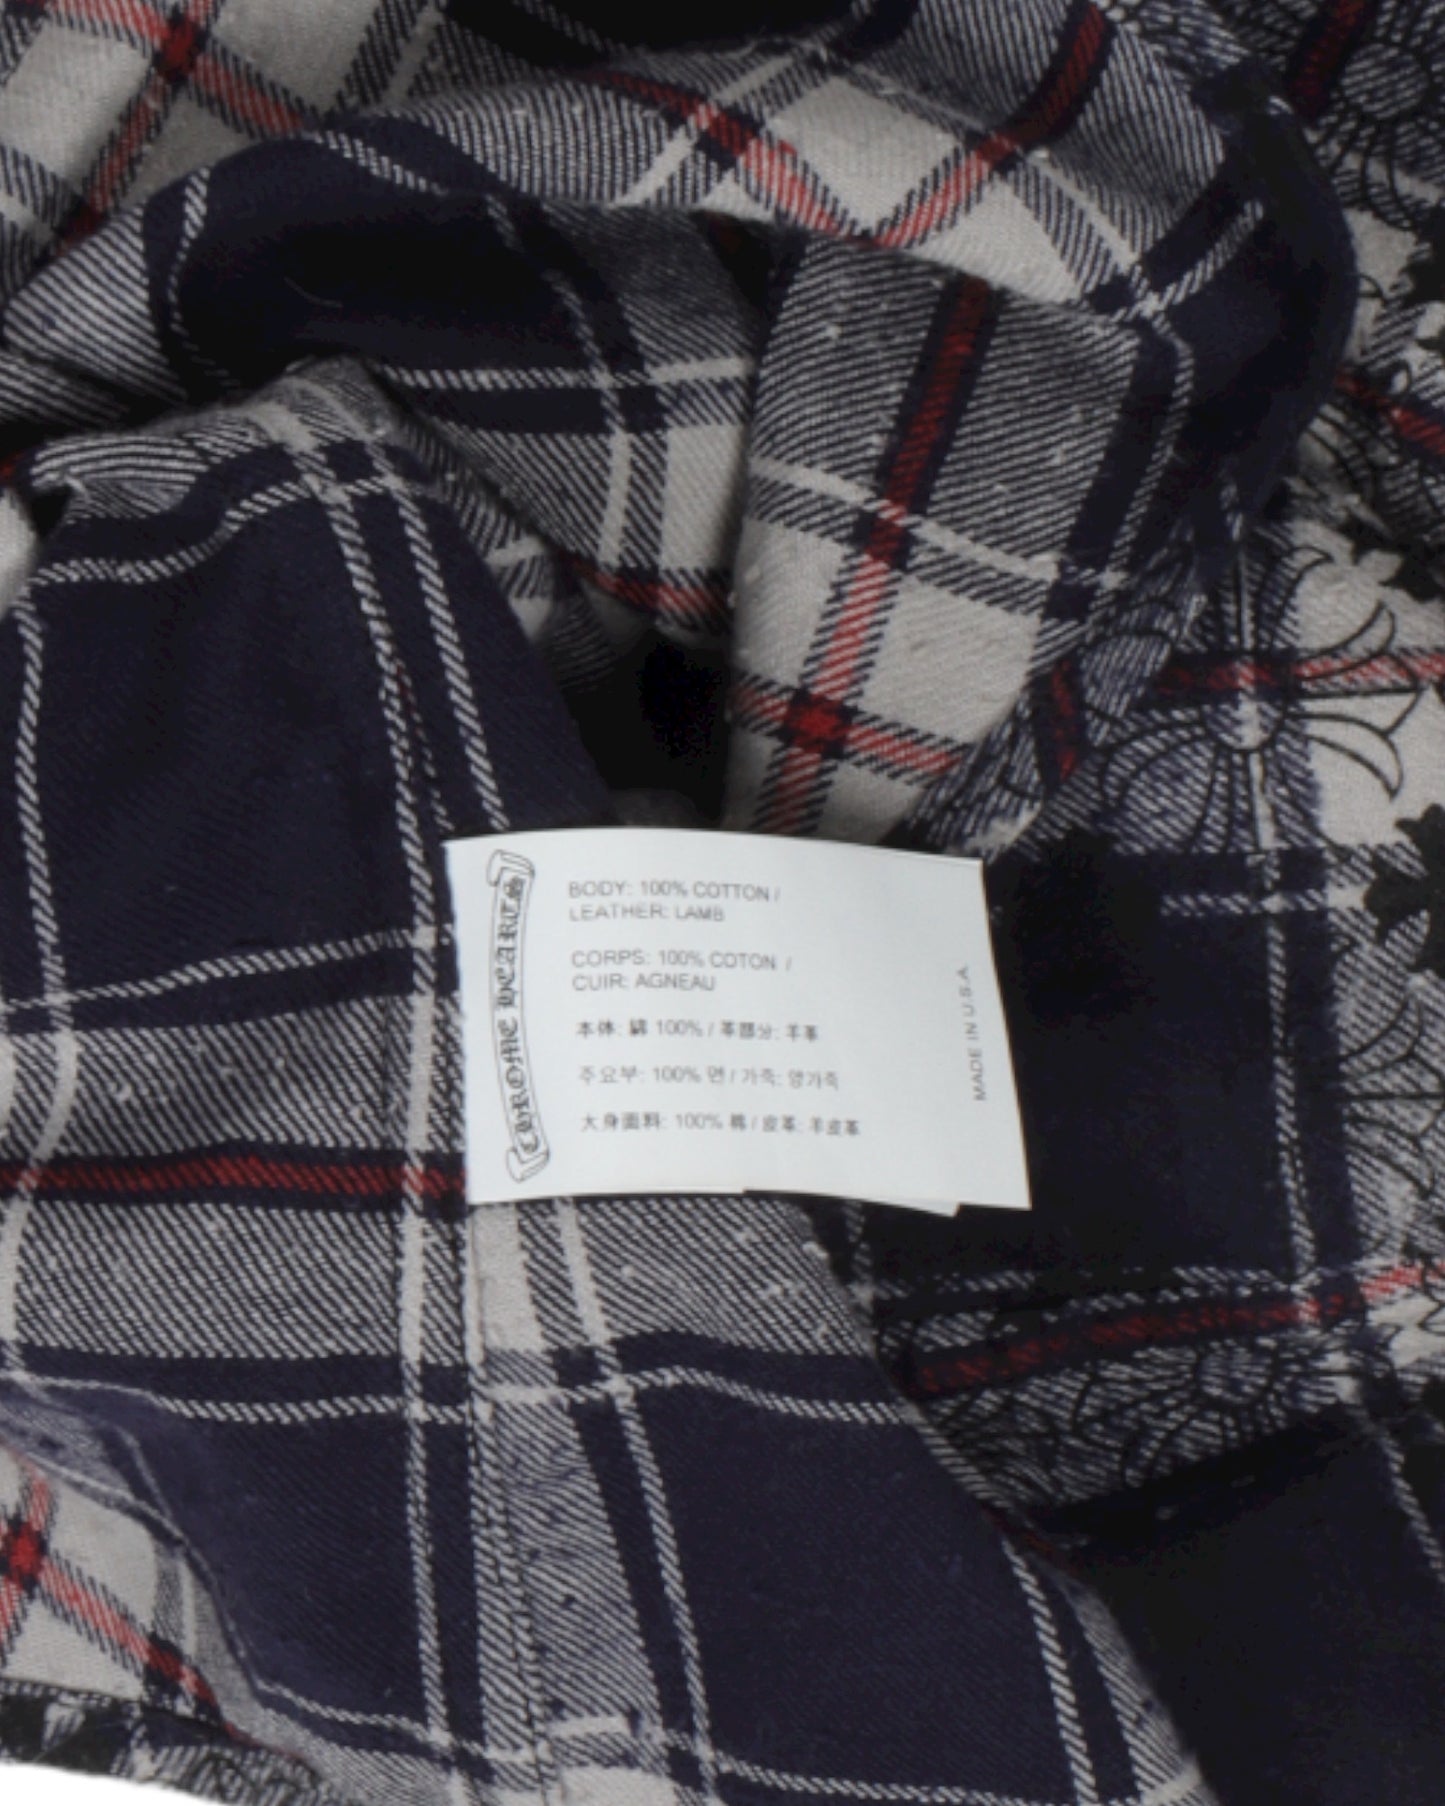 CHROME HEARTS
BODY: 100% COTTON /
LEATHER: LAMB
CORPS: 100% COTON /
CUIR: AGNEAU
本体: 綿 100% / 革部分: 羊革
주요부: 100% 면 / 가죽: 양가죽
大身面料: 100% 棉 / 皮革: 羊皮革
MADE IN U.S.A.